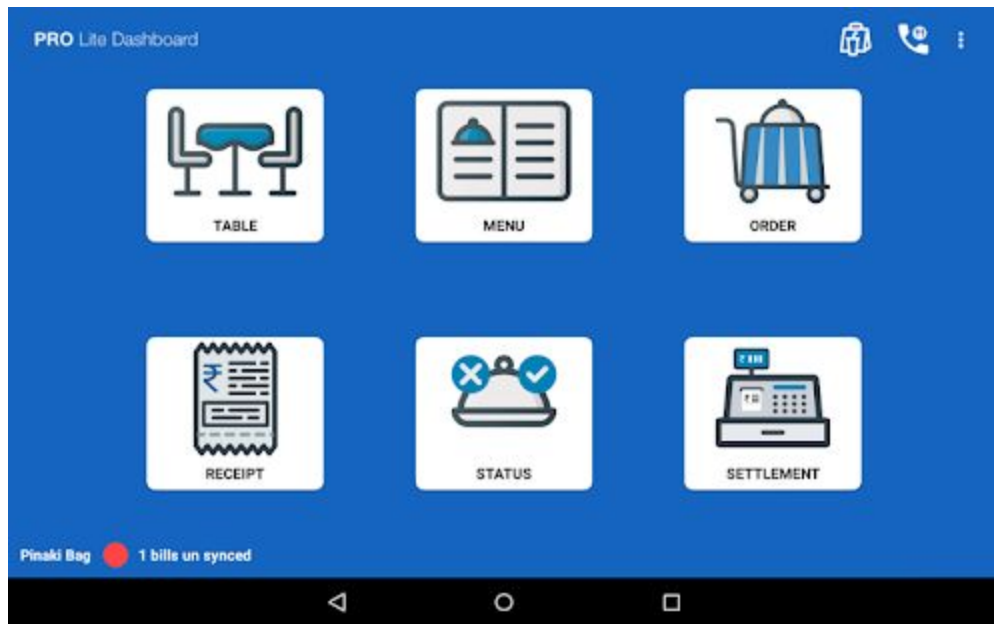 PRO Lite Dashboard
TABLE
MENU
ORDER
RECEIPT
STATUS
SETTLEMENT
Pinaki Bag 1 bills un synced